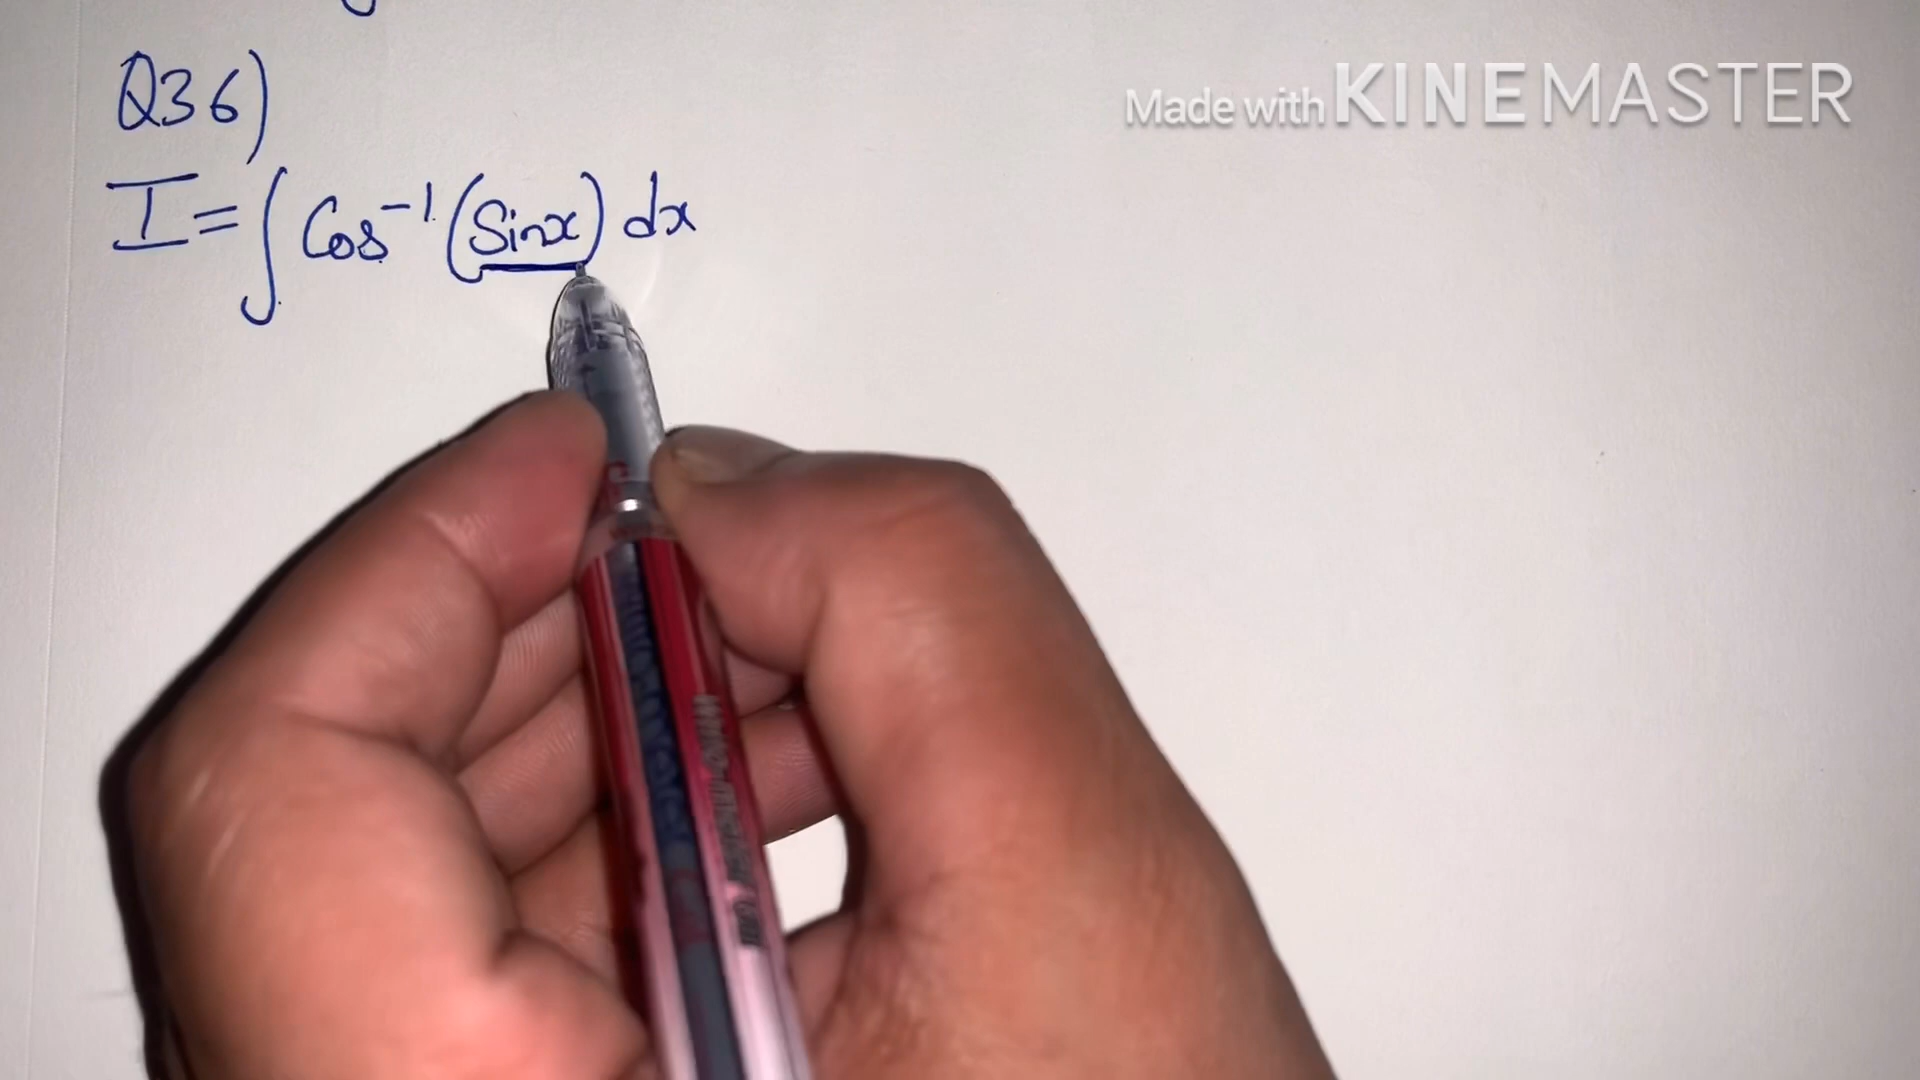 Q36)
Made with KINEMASTER
I = ∫ Cos⁻¹ (Sinx) dx